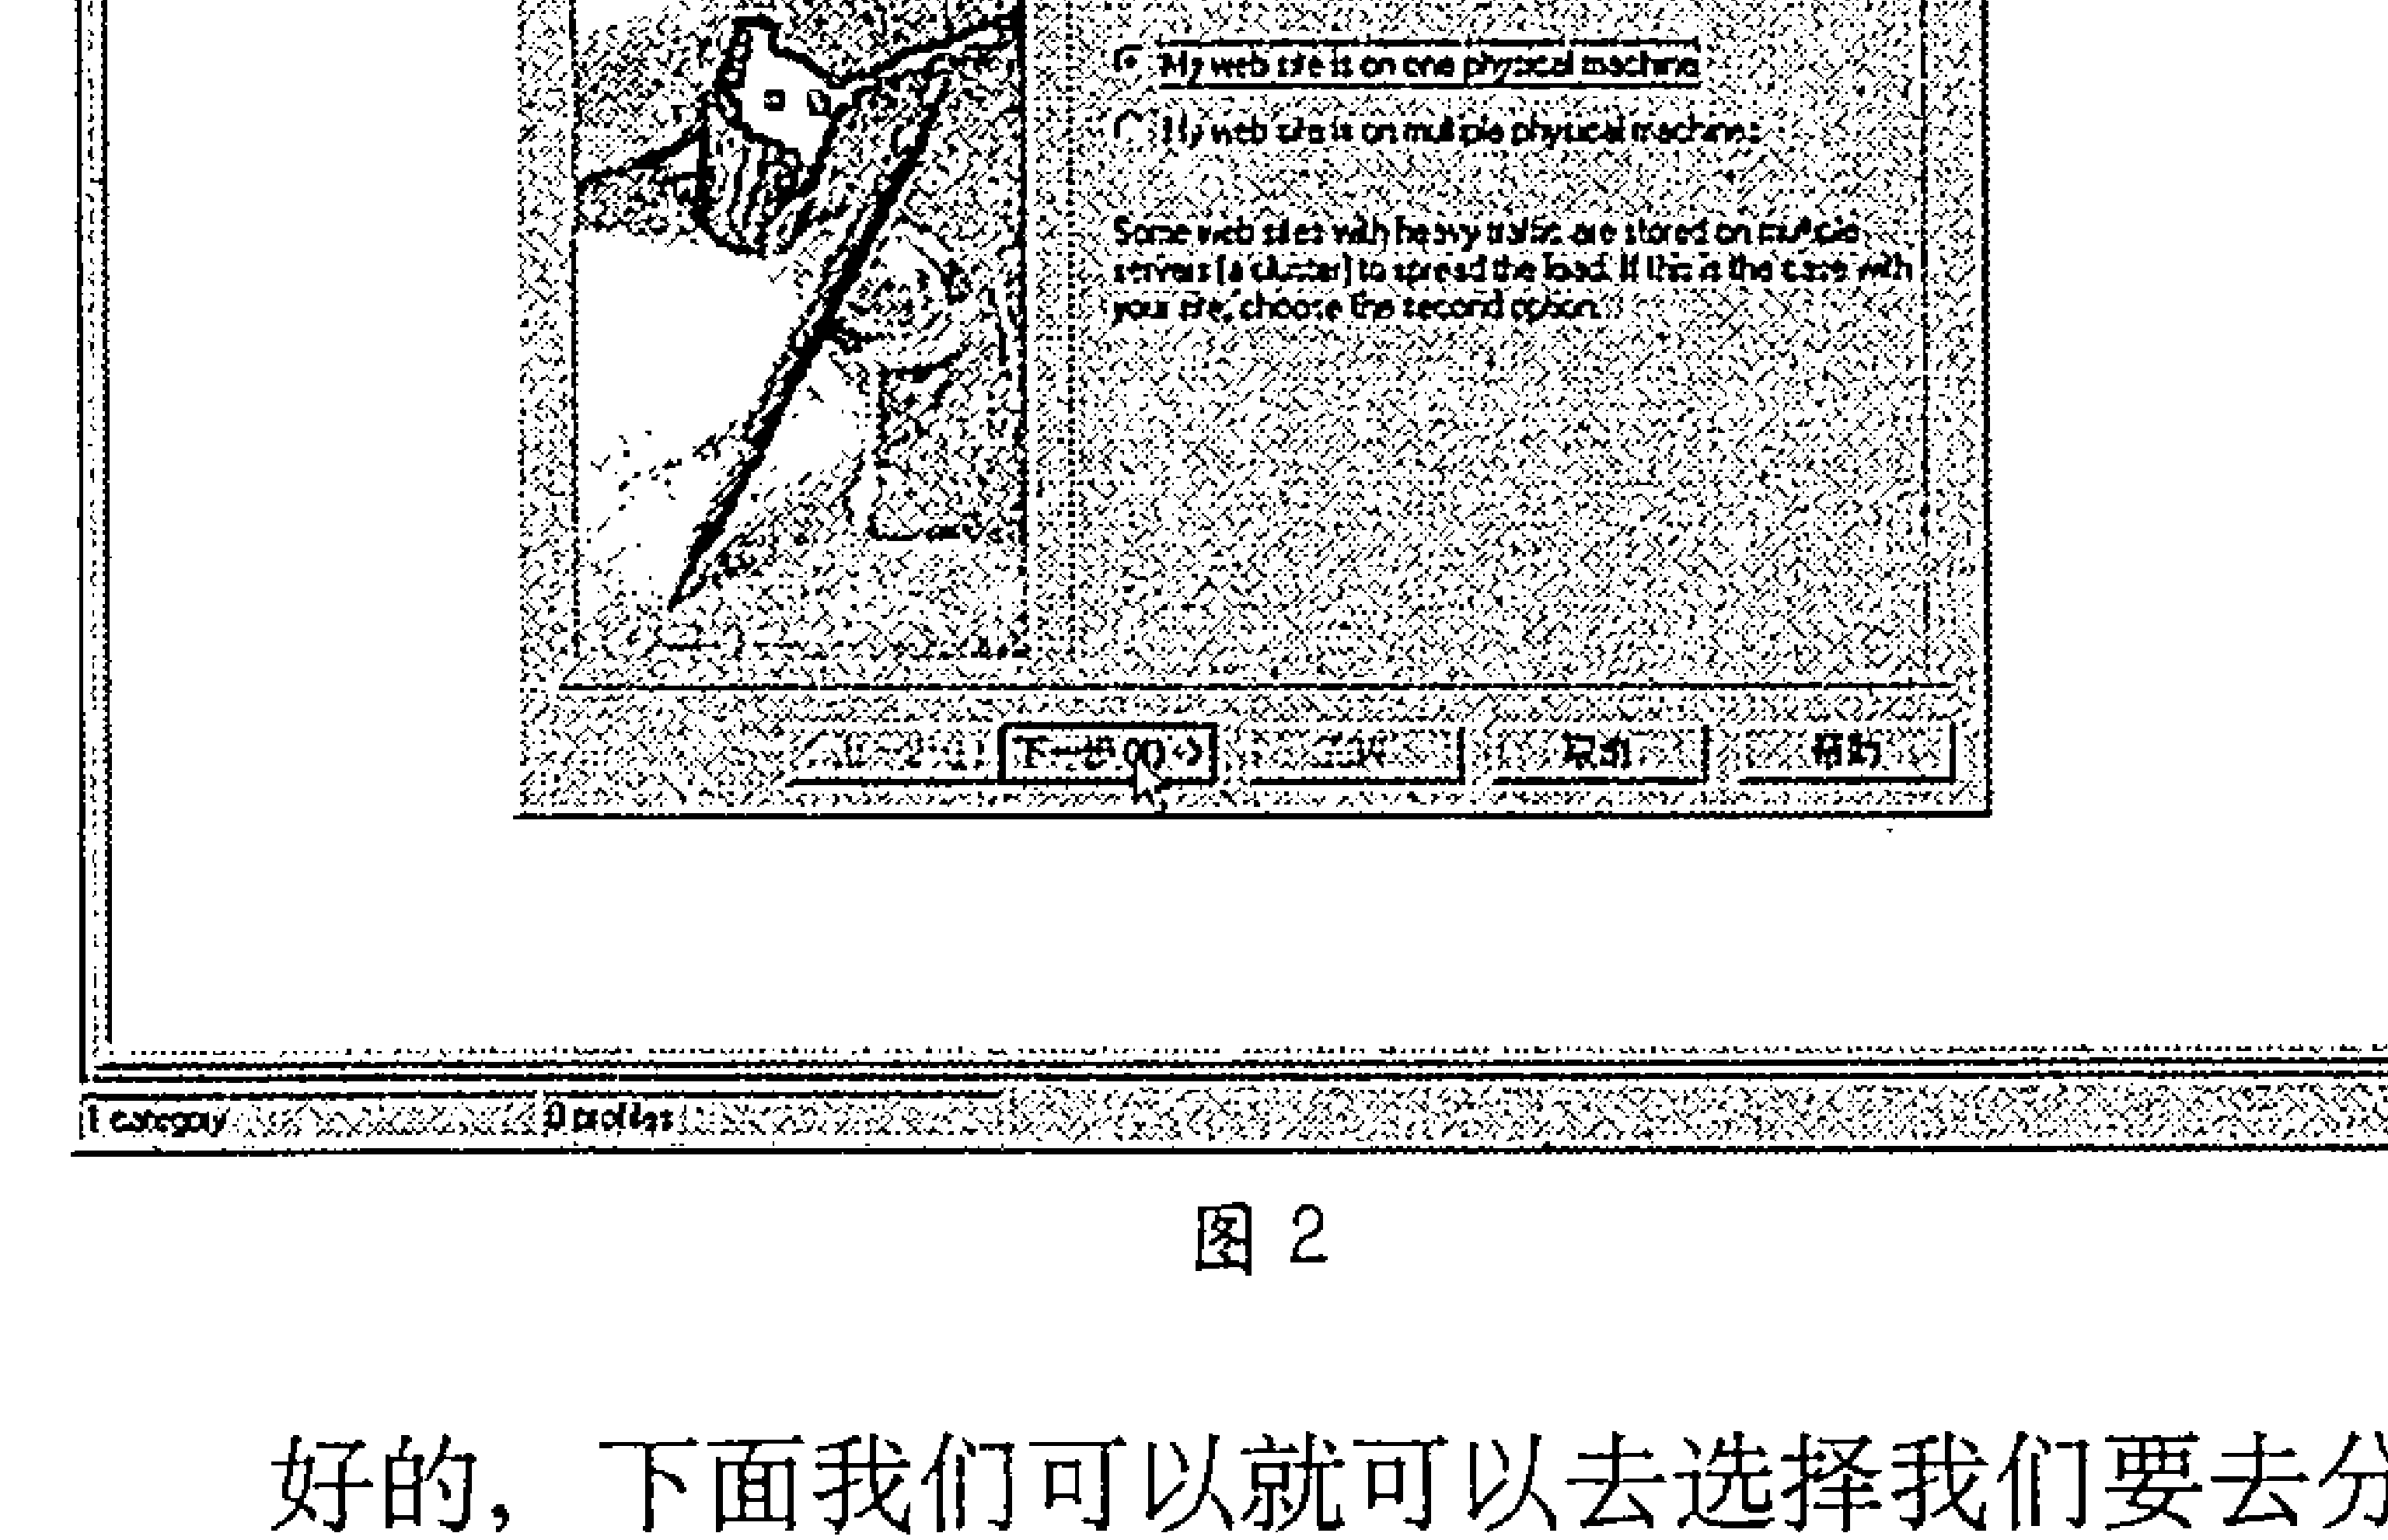 My web site is on one physical machine
My web site is on multiple physical machines
Some web sites with heavy traffic are stored on multiple
servers (a cluster) to spread the load. If this is the case with
your site, choose the second option.
下一步(N) > 取消 帮助
1 category 0 profiles
图 2
好的，下面我们可以就可以去选择我们要去分